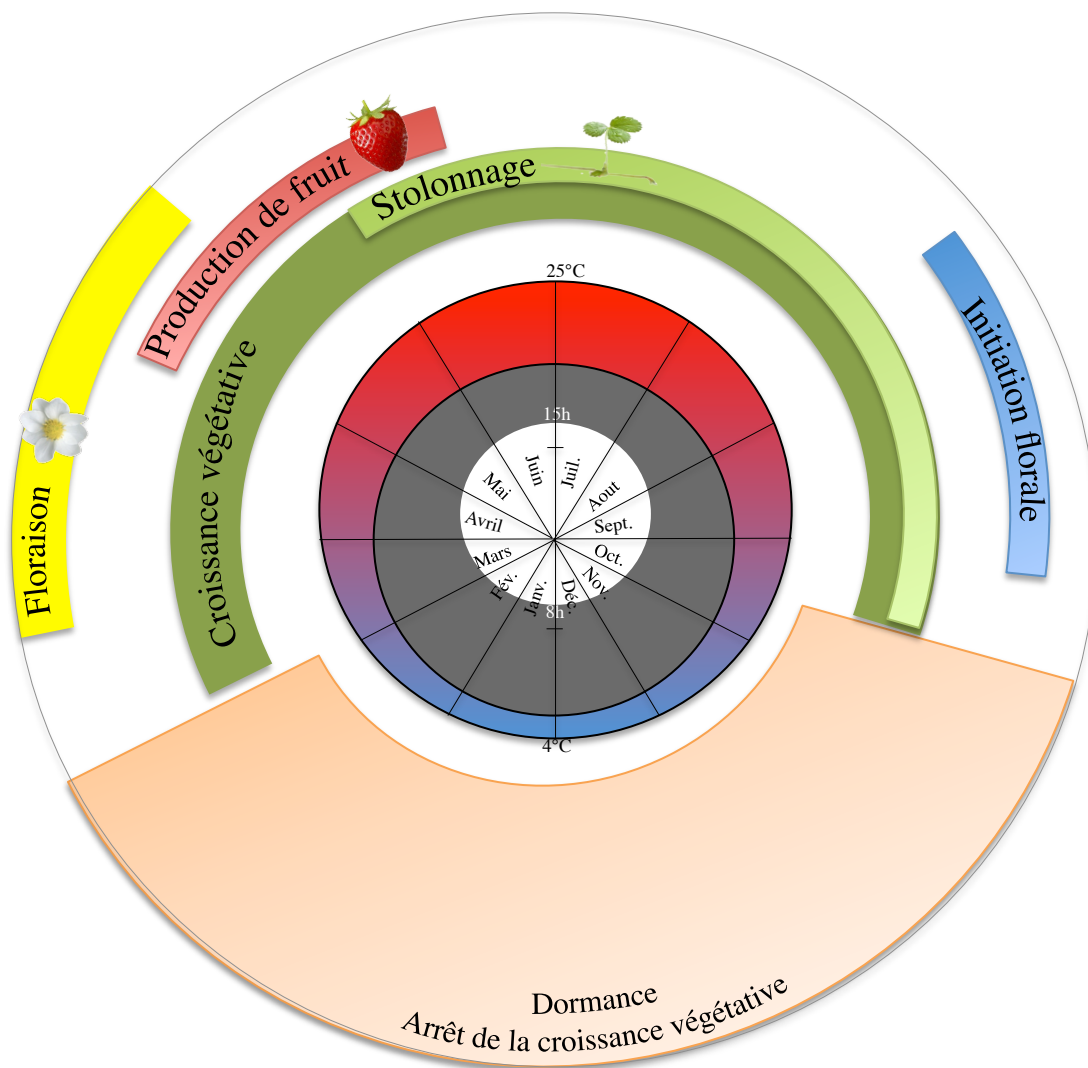 Floraison
Production de fruit
Stolonnage
Croissance végétative
Initiation florale
25°C
15h
Juin
Juil.
Mai
Aout
Avril
Sept.
Mars
Oct.
Fév.
Nov.
Janv.
Déc.
8h
4°C
Dormance
Arrêt de la croissance végétative